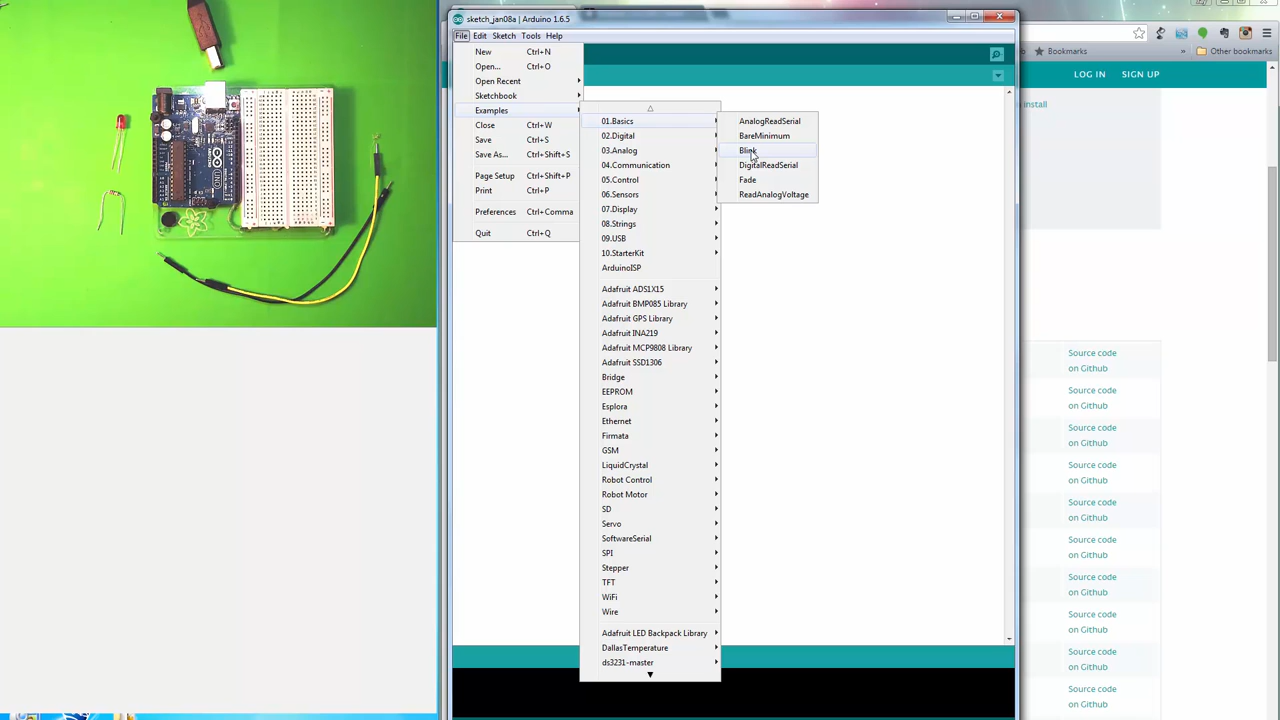 sketch_jan08a | Arduino 1.6.5
File Edit Sketch Tools Help
New Ctrl+N
Open... Ctrl+O
Open Recent
Sketchbook
Examples
Close Ctrl+W
Save Ctrl+S
Save As... Ctrl+Shift+S
Page Setup Ctrl+Shift+P
Print Ctrl+P
Preferences Ctrl+Comma
Quit Ctrl+Q
01.Basics
02.Digital
03.Analog
04.Communication
05.Control
06.Sensors
07.Display
08.Strings
09.USB
10.StarterKit
ArduinoISP
Adafruit ADS1X15
Adafruit BMP085 Library
Adafruit GPS Library
Adafruit INA219
Adafruit MCP9808 Library
Adafruit SSD1306
Bridge
EEPROM
Esplora
Ethernet
Firmata
GSM
LiquidCrystal
Robot Control
Robot Motor
SD
Servo
SoftwareSerial
SPI
Stepper
TFT
WiFi
Wire
Adafruit LED Backpack Library
DallasTemperature
ds3231-master
AnalogReadSerial
BareMinimum
Blink
DigitalReadSerial
Fade
ReadAnalogVoltage
Bookmarks » Other bookmarks
LOG IN SIGN UP
install
Source code
on Github
Source code
on Github
Source code
on Github
Source code
on Github
Source code
on Github
Source code
on Github
Source code
on Github
Source code
on Github
Source code
on Github
Source code